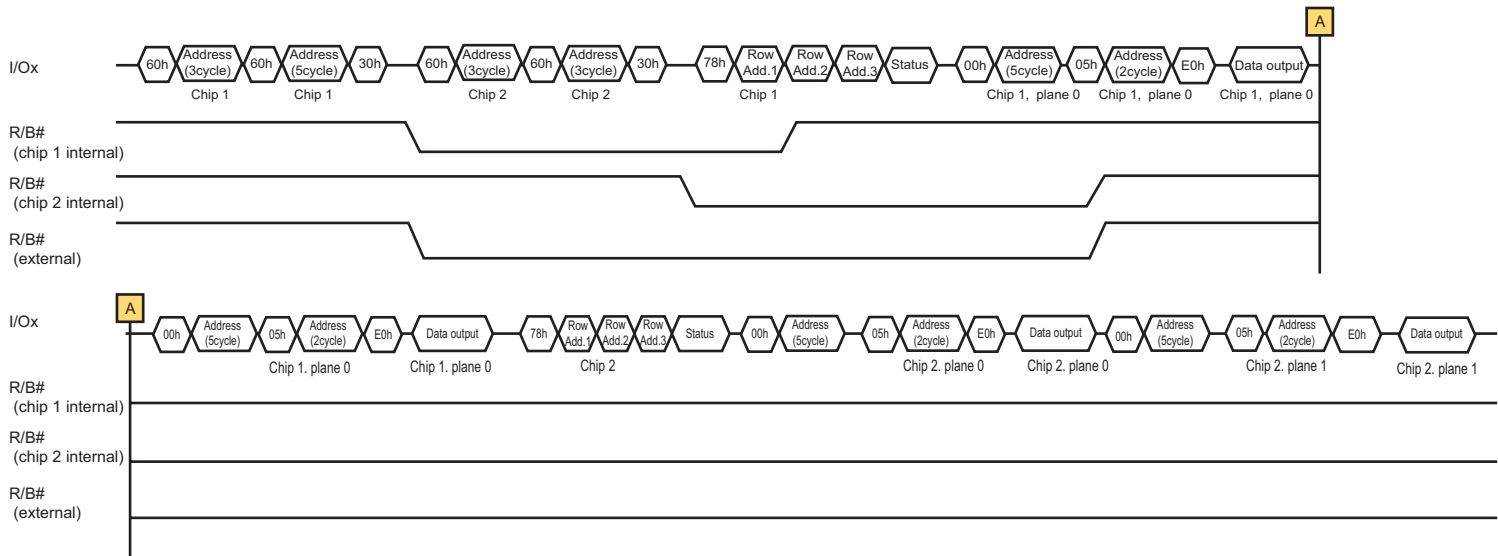 A
I/Ox
60h Address (3cycle) 60h Address (5cycle) 30h 60h Address (3cycle) 60h Address (3cycle) 30h 78h Row Add.1 Row Add.2 Row Add.3 Status 00h Address (5cycle) 05h Address (2cycle) E0h Data output
Chip 1 Chip 1 Chip 2 Chip 2 Chip 1 Chip 1, plane 0 Chip 1, plane 0 Chip 1, plane 0
R/B#
(chip 1 internal)
R/B#
(chip 2 internal)
R/B#
(external)
A
I/Ox
00h Address (5cycle) 05h Address (2cycle) E0h Data output 78h Row Add.1 Row Add.2 Row Add.3 Status 00h Address (5cycle) 05h Address (2cycle) E0h Data output 00h Address (5cycle) 05h Address (2cycle) E0h Data output
Chip 1. plane 0 Chip 1. plane 0 Chip 2 Chip 2. plane 0 Chip 2. plane 0 Chip 2. plane 1 Chip 2. plane 1
R/B#
(chip 1 internal)
R/B#
(chip 2 internal)
R/B#
(external)